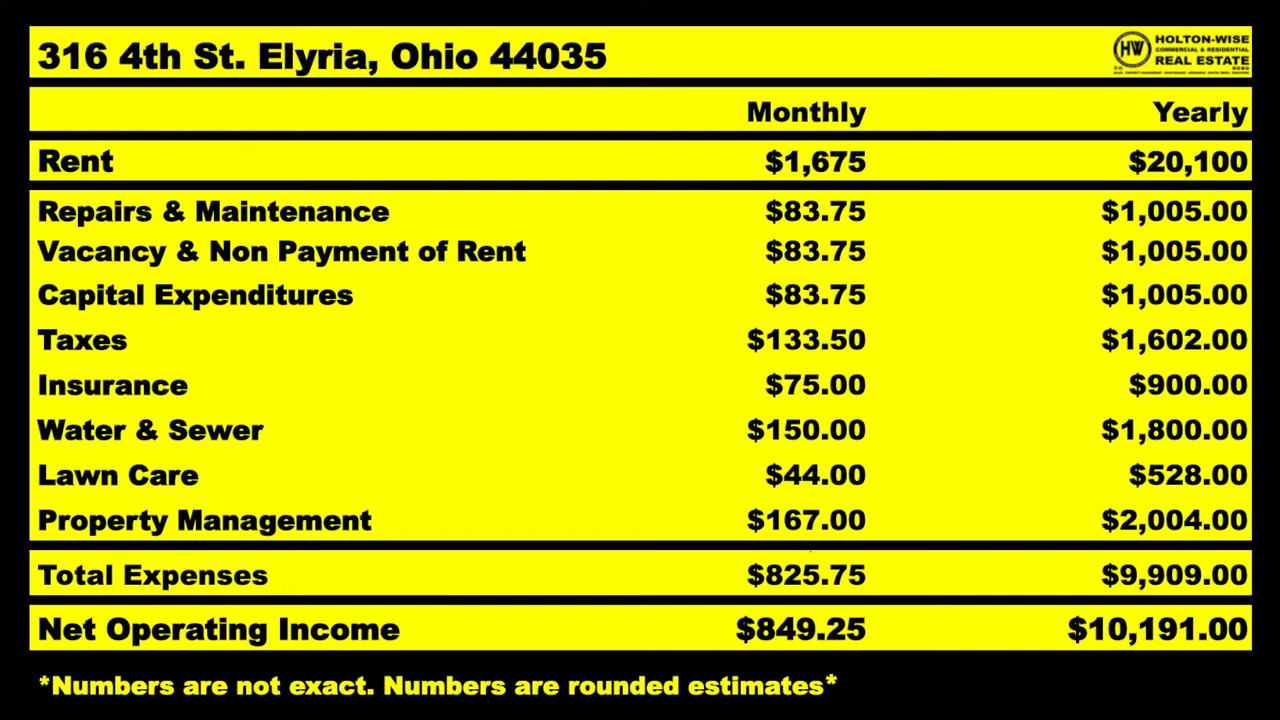 316 4th St. Elyria, Ohio 44035
HW
HOLTON-WISE
COMMERCIAL & RESIDENTIAL
REAL ESTATE
Monthly Yearly
Rent $1,675 $20,100
Repairs & Maintenance $83.75 $1,005.00
Vacancy & Non Payment of Rent $83.75 $1,005.00
Capital Expenditures $83.75 $1,005.00
Taxes $133.50 $1,602.00
Insurance $75.00 $900.00
Water & Sewer $150.00 $1,800.00
Lawn Care $44.00 $528.00
Property Management $167.00 $2,004.00
Total Expenses $825.75 $9,909.00
Net Operating Income $849.25 $10,191.00
*Numbers are not exact. Numbers are rounded estimates*